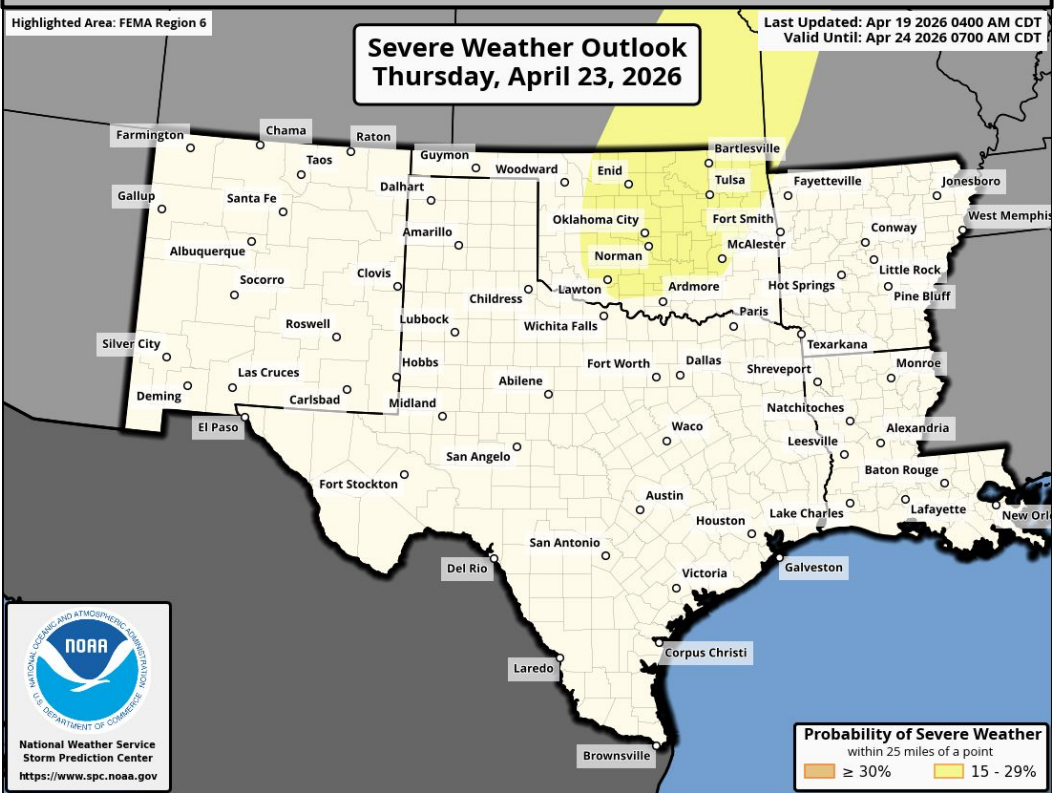 Highlighted Area: FEMA Region 6
Last Updated: Apr 19 2026 0400 AM CDT
Valid Until: Apr 24 2026 0700 AM CDT
Severe Weather Outlook
Thursday, April 23, 2026
Farmington
Chama
Raton
Taos
Guymon
Woodward
Enid
Bartlesville
Tulsa
Fayetteville
Jonesboro
Gallup
Santa Fe
Dalhart
Oklahoma City
Fort Smith
West Memphis
Albuquerque
Amarillo
Norman
McAlester
Conway
Socorro
Clovis
Childress
Lawton
Ardmore
Hot Springs
Little Rock
Pine Bluff
Roswell
Lubbock
Wichita Falls
Paris
Texarkana
Silver City
Las Cruces
Hobbs
Abilene
Fort Worth
Dallas
Shreveport
Monroe
Deming
Carlsbad
Midland
Natchitoches
El Paso
San Angelo
Waco
Leesville
Alexandria
Fort Stockton
Baton Rouge
Austin
Houston
Lake Charles
Lafayette
New Orl
Del Rio
San Antonio
Victoria
Galveston
Laredo
Corpus Christi
Brownsville
NATIONAL OCEANIC AND ATMOSPHERIC ADMINISTRATION
NOAA
U.S. DEPARTMENT OF COMMERCE
National Weather Service
Storm Prediction Center
https://www.spc.noaa.gov
Probability of Severe Weather
within 25 miles of a point
≥ 30%
15 - 29%